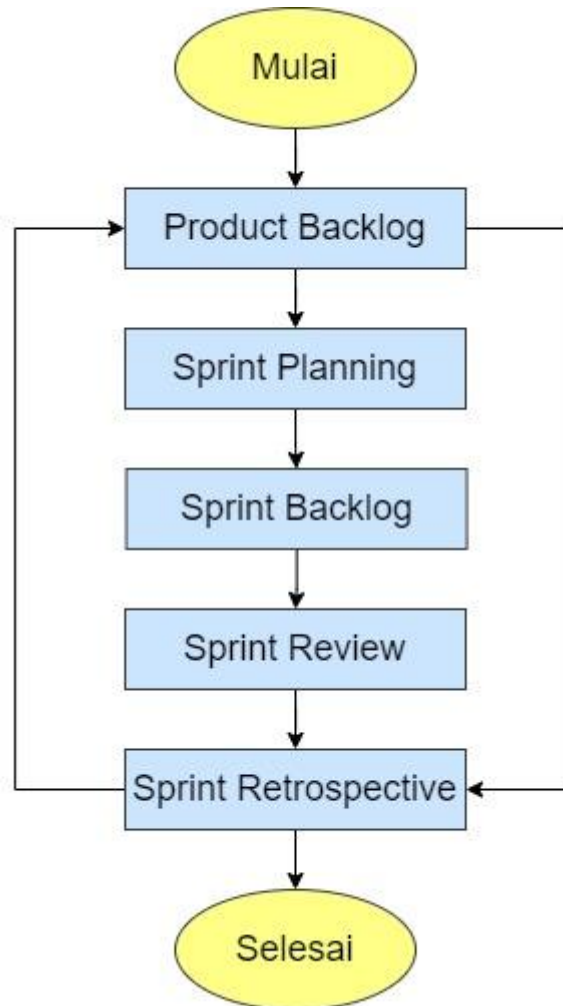 Mulai
Product Backlog
Sprint Planning
Sprint Backlog
Sprint Review
Sprint Retrospective
Selesai